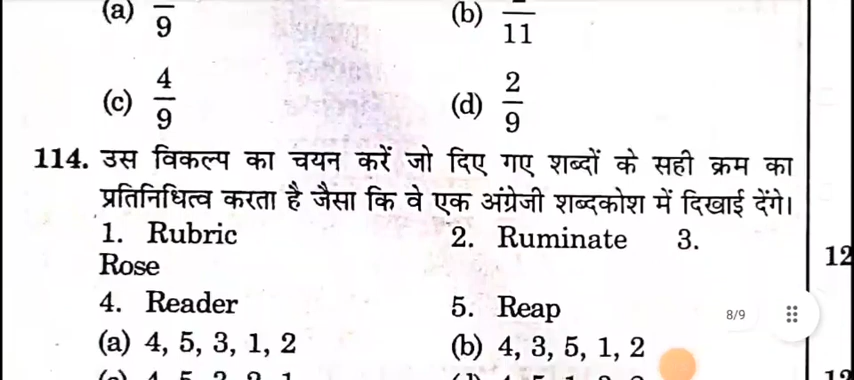 (a) 9 (b) 11
(c) 4/9 (d) 2/9
114. उस विकल्प का चयन करें जो दिए गए शब्दों के सही क्रम का
प्रतिनिधित्व करता है जैसा कि वे एक अंग्रेजी शब्दकोश में दिखाई देंगे।
1. Rubric 2. Ruminate 3.
12
Rose
4. Reader 5. Reap
8/9
(a) 4, 5, 3, 1, 2 (b) 4, 3, 5, 1, 2